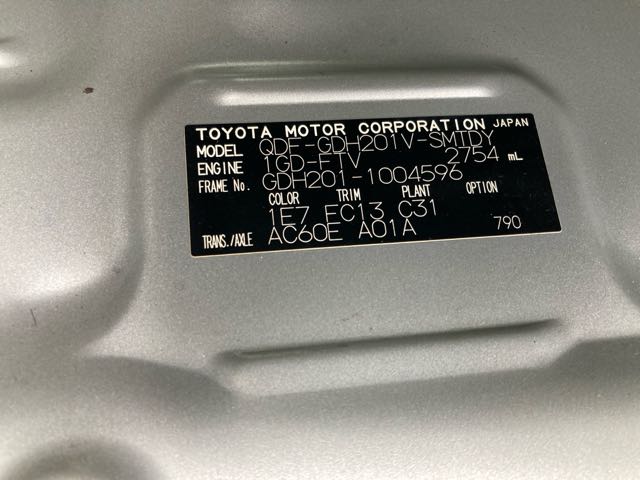 TOYOTA MOTOR CORPORATION JAPAN
MODEL QDF-GDH201V-SMTDY
ENGINE 1GD-FTV 2754 mL
FRAME No. GDH201-1004596
COLOR TRIM PLANT OPTION
1E7 FC13 C31
TRANS./AXLE AC60E A01A 790